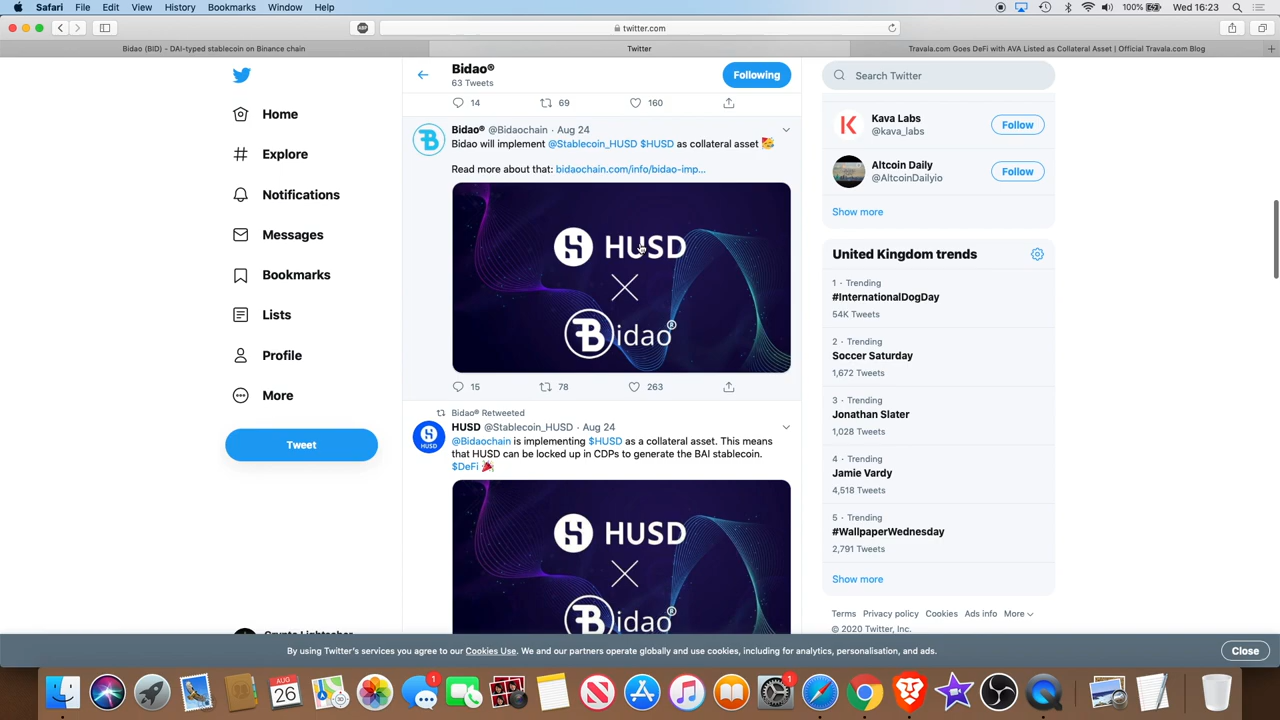 Safari File Edit View History Bookmarks Window Help
100% Wed 16:23
twitter.com
Bidao (BID) - DAI-typed stablecoin on Binance chain
Twitter
Travala.com Goes DeFi with AVA Listed as Collateral Asset | Official Travala.com Blog
Home
Explore
Notifications
Messages
Bookmarks
Lists
Profile
More
Tweet
Bidao®
63 Tweets
Following
14 69 160
Bidao® @Bidaochain · Aug 24
Bidao will implement @Stablecoin_HUSD $HUSD as collateral asset
Read more about that: bidaochain.com/info/bidao-imp...
HUSD
Bidao®
15 78 263
Bidao® Retweeted
HUSD @Stablecoin_HUSD · Aug 24
@Bidaochain is implementing $HUSD as a collateral asset. This means
that HUSD can be locked up in CDPs to generate the BAI stablecoin.
$DeFi
HUSD
HUSD
Bidao®
Search Twitter
Kava Labs
@kava_labs
Follow
Altcoin Daily
@AltcoinDailyio
Follow
Show more
United Kingdom trends
1 · Trending
#InternationalDogDay
54K Tweets
2 · Trending
Soccer Saturday
1,672 Tweets
3 · Trending
Jonathan Slater
1,028 Tweets
4 · Trending
Jamie Vardy
4,518 Tweets
5 · Trending
#WallpaperWednesday
2,791 Tweets
Show more
Terms Privacy policy Cookies Ads info More
© 2020 Twitter, Inc.
By using Twitter's services you agree to our Cookies Use. We and our partners operate globally and use cookies, including for analytics, personalisation, and ads.
Close
AUG
26
1
1